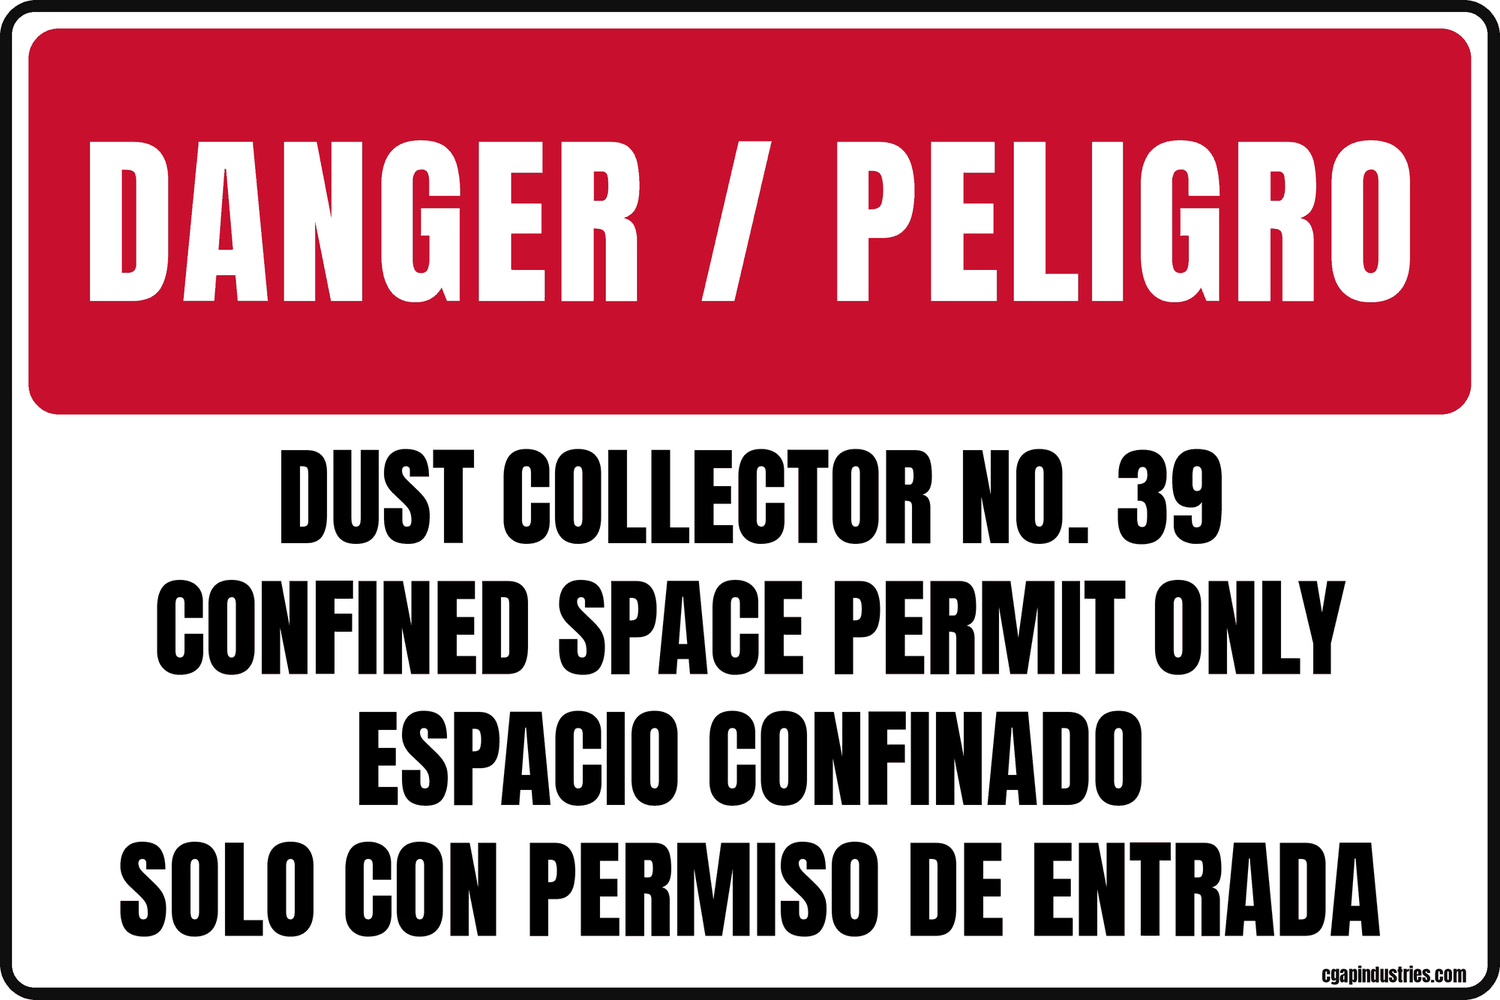 DANGER / PELIGRO
DUST COLLECTOR NO. 39
CONFINED SPACE PERMIT ONLY
ESPACIO CONFINADO
SOLO CON PERMISO DE ENTRADA
cgapindustries.com